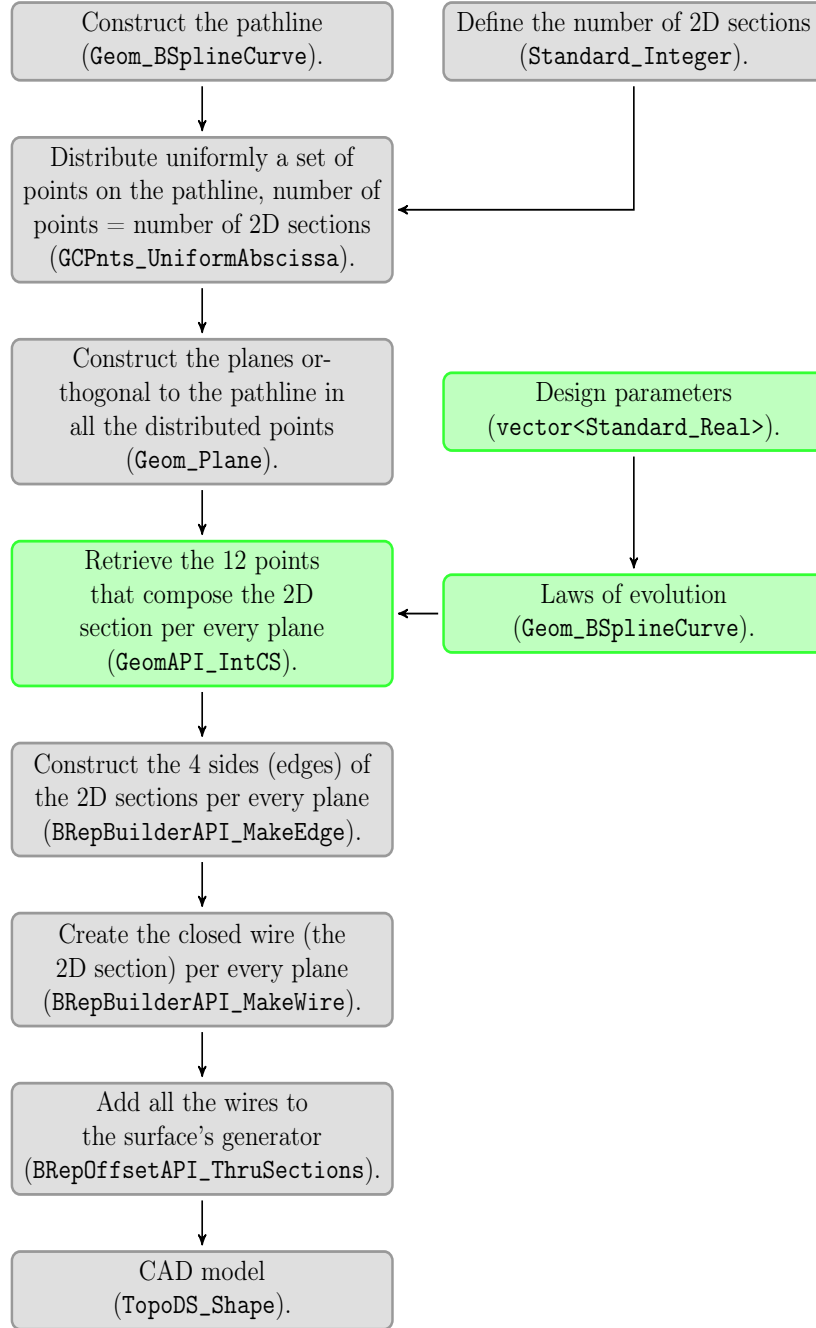 Construct the pathline
(Geom_BSplineCurve).
Define the number of 2D sections
(Standard_Integer).
Distribute uniformly a set of
points on the pathline, number of
points = number of 2D sections
(GCPnts_UniformAbscissa).
Construct the planes or-
thogonal to the pathline in
all the distributed points
(Geom_Plane).
Design parameters
(vector<Standard_Real>).
Retrieve the 12 points
that compose the 2D
section per every plane
(GeomAPI_IntCS).
Laws of evolution
(Geom_BSplineCurve).
Construct the 4 sides (edges) of
the 2D sections per every plane
(BRepBuilderAPI_MakeEdge).
Create the closed wire (the
2D section) per every plane
(BRepBuilderAPI_MakeWire).
Add all the wires to
the surface's generator
(BRepOffsetAPI_ThruSections).
CAD model
(TopoDS_Shape).